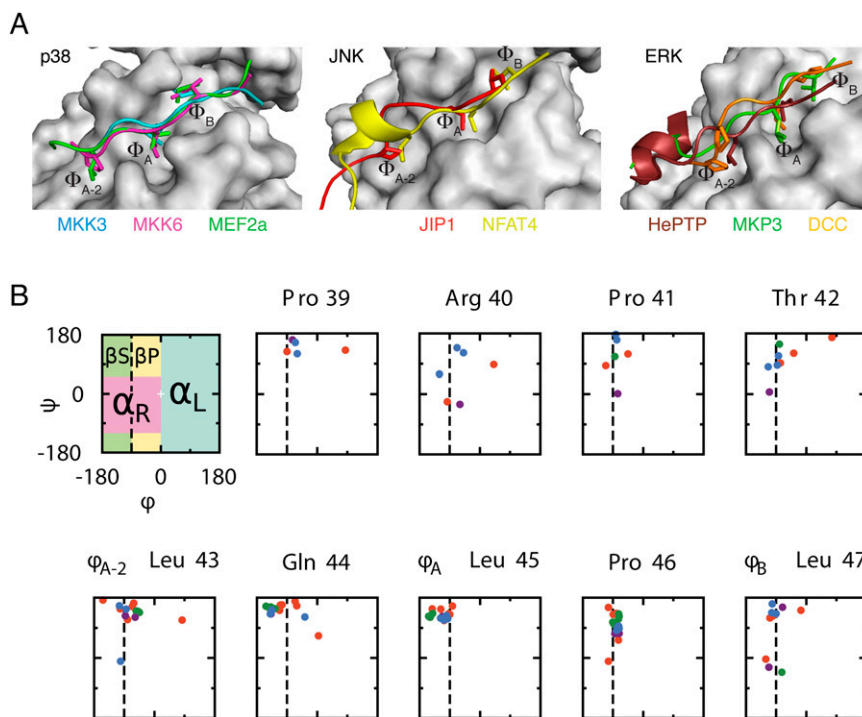 A
p38
JNK
ERK
Φ_B
Φ_A
Φ_A-2
Φ_B
Φ_A
Φ_A-2
Φ_B
Φ_A
Φ_A-2
MKK3 MKK6 MEF2a
JIP1 NFAT4
HePTP MKP3 DCC
B
Pro 39
Arg 40
Pro 41
Thr 42
180
0
-180
ψ
βS
βP
α_R
α_L
-180 0 180
φ
φ_A-2 Leu 43
Gln 44
φ_A Leu 45
Pro 46
φ_B Leu 47